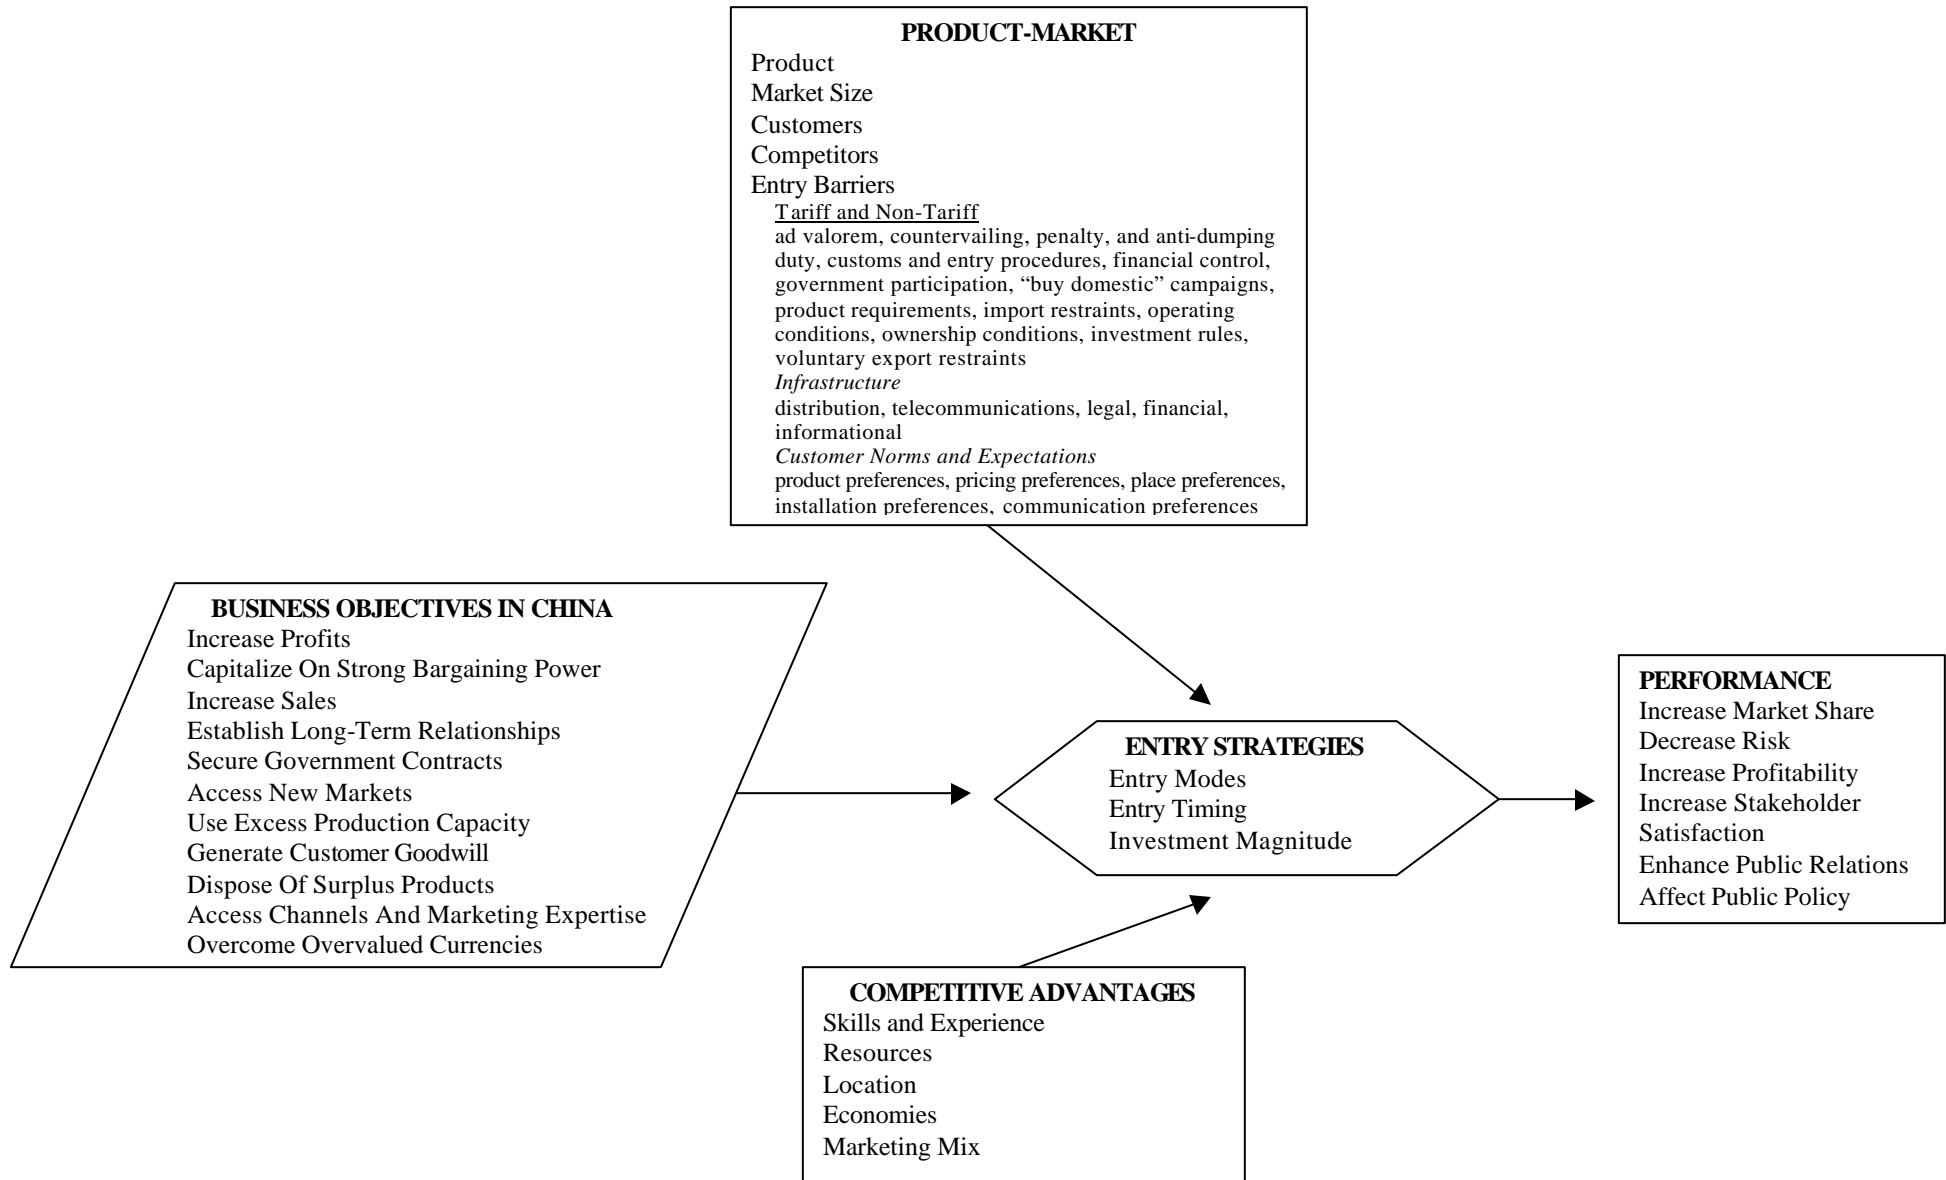 PRODUCT-MARKET
Product
Market Size
Customers
Competitors
Entry Barriers
Tariff and Non-Tariff
ad valorem, countervailing, penalty, and anti-dumping
duty, customs and entry procedures, financial control,
government participation, “buy domestic” campaigns,
product requirements, import restraints, operating
conditions, ownership conditions, investment rules,
voluntary export restraints
Infrastructure
distribution, telecommunications, legal, financial,
informational
Customer Norms and Expectations
product preferences, pricing preferences, place preferences,
installation preferences, communication preferences
BUSINESS OBJECTIVES IN CHINA
Increase Profits
Capitalize On Strong Bargaining Power
Increase Sales
Establish Long-Term Relationships
Secure Government Contracts
Access New Markets
Use Excess Production Capacity
Generate Customer Goodwill
Dispose Of Surplus Products
Access Channels And Marketing Expertise
Overcome Overvalued Currencies
ENTRY STRATEGIES
Entry Modes
Entry Timing
Investment Magnitude
PERFORMANCE
Increase Market Share
Decrease Risk
Increase Profitability
Increase Stakeholder
Satisfaction
Enhance Public Relations
Affect Public Policy
COMPETITIVE ADVANTAGES
Skills and Experience
Resources
Location
Economies
Marketing Mix